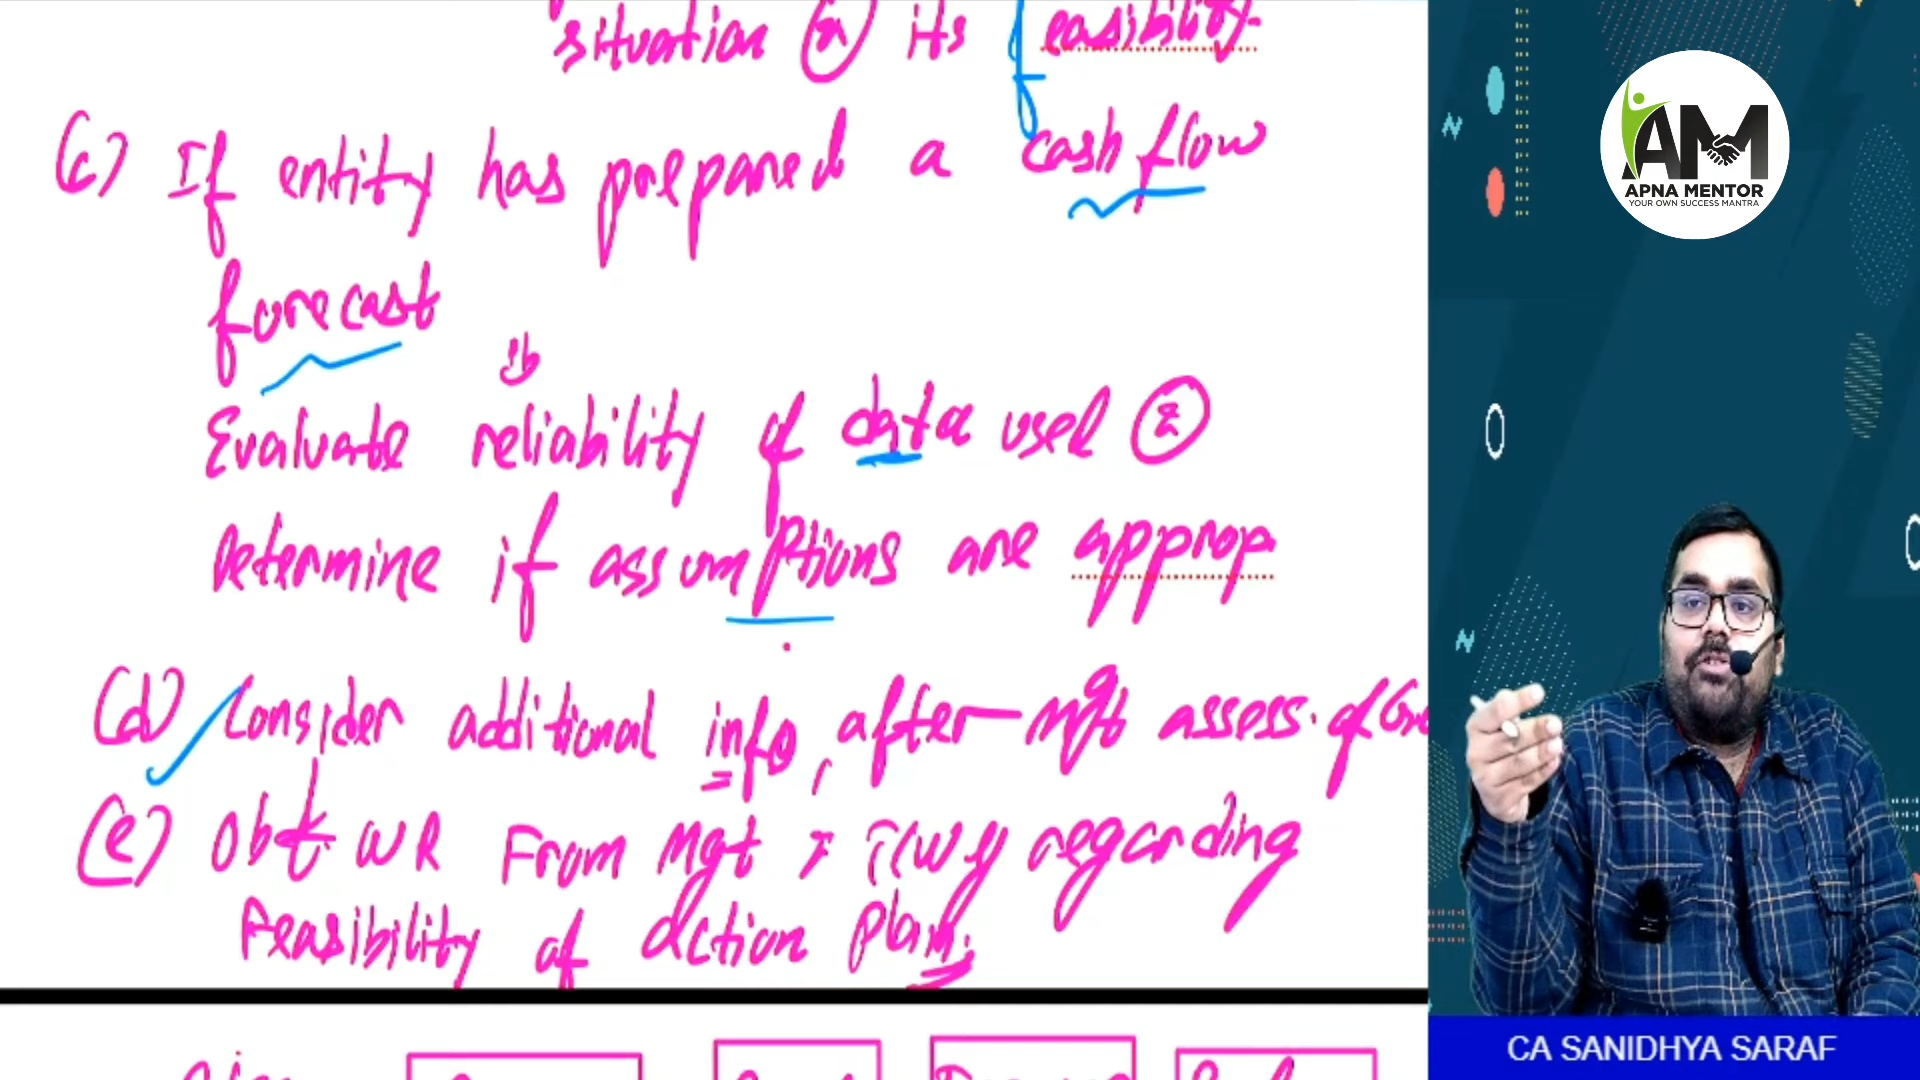 situation & its feasibility
(c) If entity has prepared a cash flow
forecast
Evaluate reliability of data used &
Determine if assumptions are approp.
(d) Consider additional info, after mgt assess. of
(e) Obt WR from Mgt & TCWG regarding
Feasibility of action plan.
AM
APNA MENTOR
YOUR OWN SUCCESS MANTRA
CA SANIDHYA SARAF